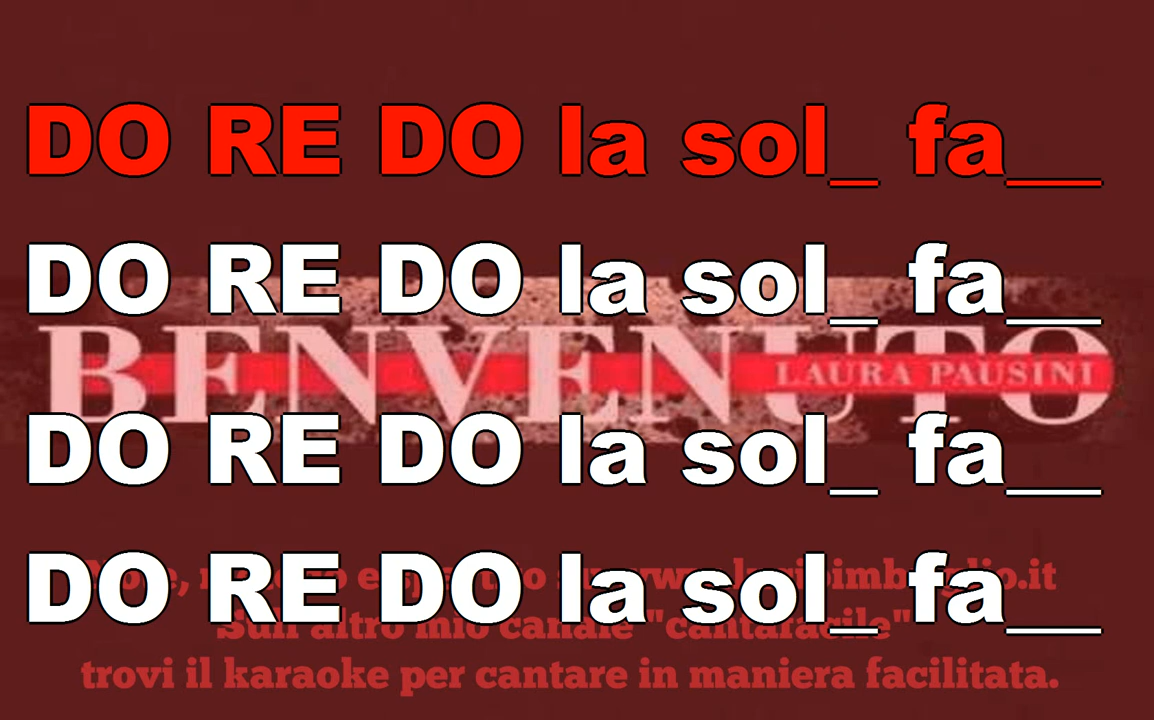 DO RE DO la sol_ fa__
DO RE DO la sol_ fa__
BENVENUTO
LAURA PAUSINI
DO RE DO la sol_ fa__
DO RE DO la sol_ fa__
Sull'altro mio canale "cantafacile"
trovi il karaoke per cantare in maniera facilitata.